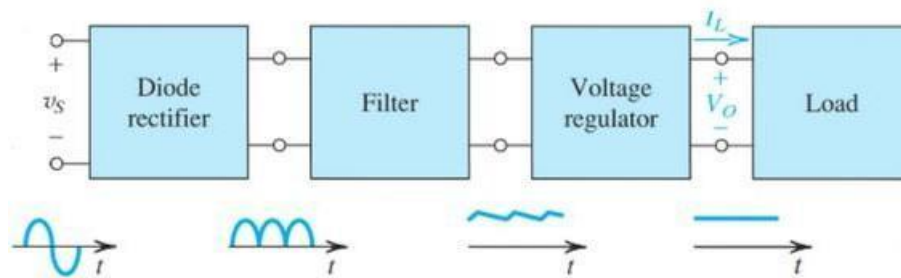 I_L
+
v_S
−
Diode
rectifier
Filter
Voltage
regulator
+
V_O
−
Load
t
t
t
t